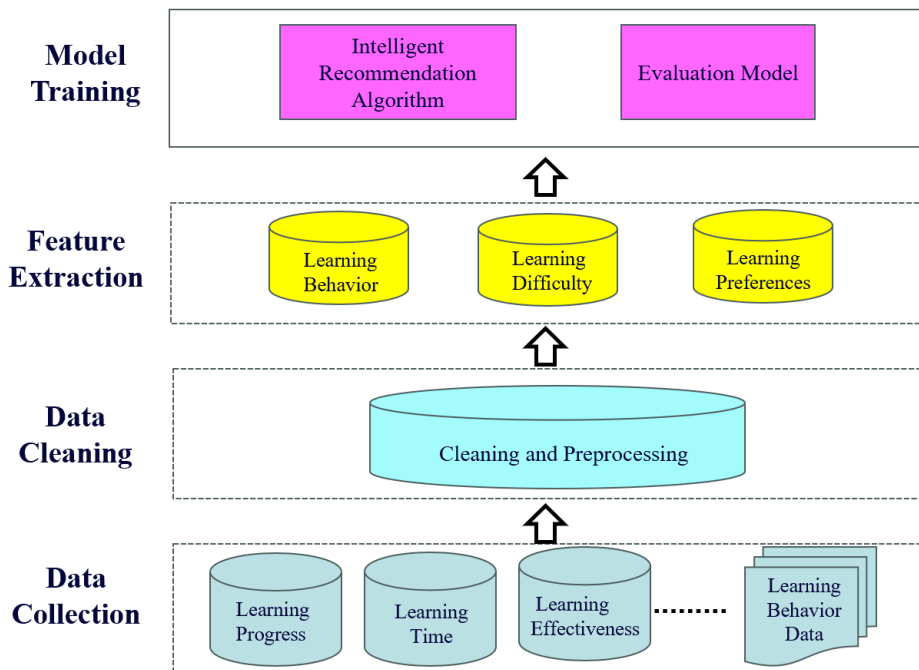 Model
Training
Intelligent
Recommendation
Algorithm
Evaluation Model
Feature
Extraction
Learning
Behavior
Learning
Difficulty
Learning
Preferences
Data
Cleaning
Cleaning and Preprocessing
Data
Collection
Learning
Progress
Learning
Time
Learning
Effectiveness
Learning
Behavior
Data